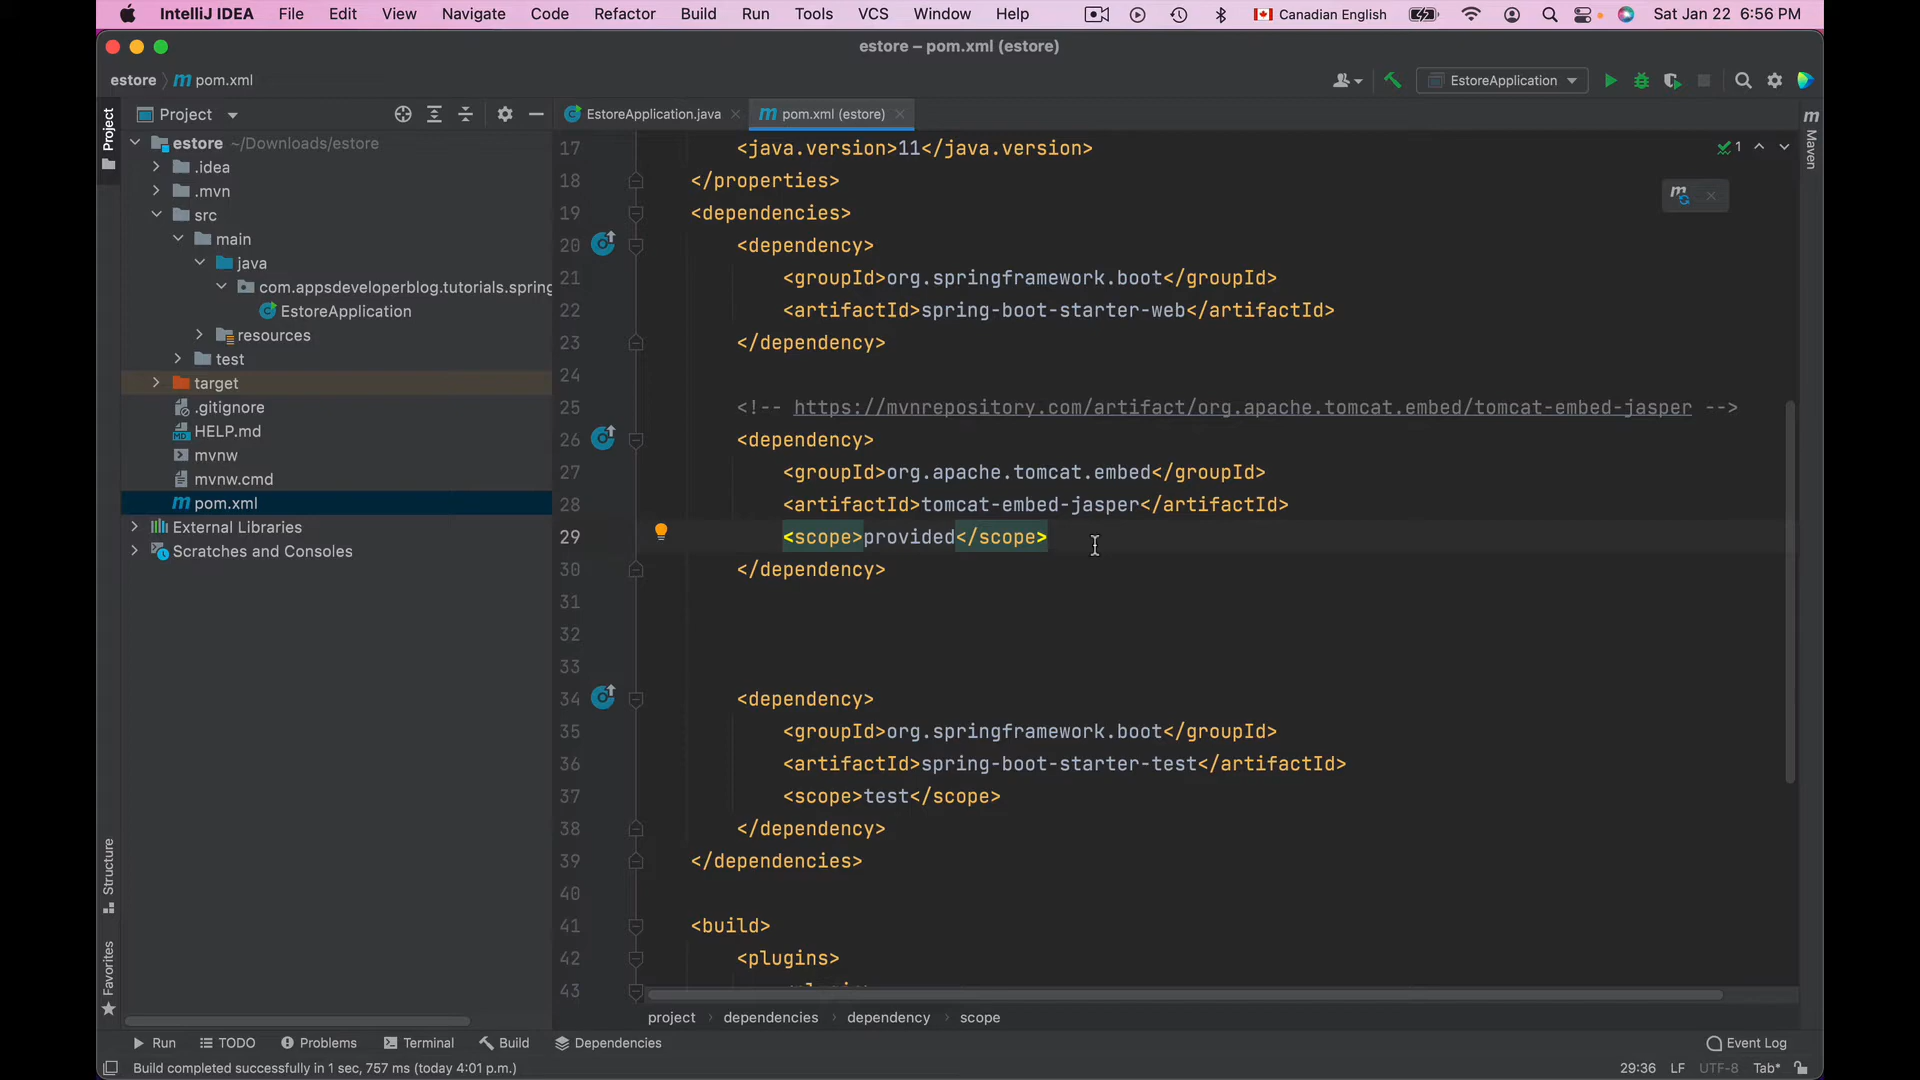 IntelliJ IDEA File Edit View Navigate Code Refactor Build Run Tools VCS Window Help Canadian English Sat Jan 22 6:56 PM
estore – pom.xml (estore)
estore pom.xml EstoreApplication
Project EstoreApplication.java pom.xml (estore)
Project
Structure
Favorites
Maven
estore ~/Downloads/estore
.idea
.mvn
src
main
java
com.appsdeveloperblog.tutorials.spring
EstoreApplication
resources
test
target
.gitignore
HELP.md
mvnw
mvnw.cmd
pom.xml
External Libraries
Scratches and Consoles
1
17 <java.version>11</java.version>
18 </properties>
19 <dependencies>
20 <dependency>
21 <groupId>org.springframework.boot</groupId>
22 <artifactId>spring-boot-starter-web</artifactId>
23 </dependency>
24
25 <!-- https://mvnrepository.com/artifact/org.apache.tomcat.embed/tomcat-embed-jasper -->
26 <dependency>
27 <groupId>org.apache.tomcat.embed</groupId>
28 <artifactId>tomcat-embed-jasper</artifactId>
29 <scope>provided</scope>
30 </dependency>
31
32
33
34 <dependency>
35 <groupId>org.springframework.boot</groupId>
36 <artifactId>spring-boot-starter-test</artifactId>
37 <scope>test</scope>
38 </dependency>
39 </dependencies>
40
41 <build>
42 <plugins>
43
project dependencies dependency scope
Run TODO Problems Terminal Build Dependencies Event Log
Build completed successfully in 1 sec, 757 ms (today 4:01 p.m.) 29:36 LF UTF-8 Tab*